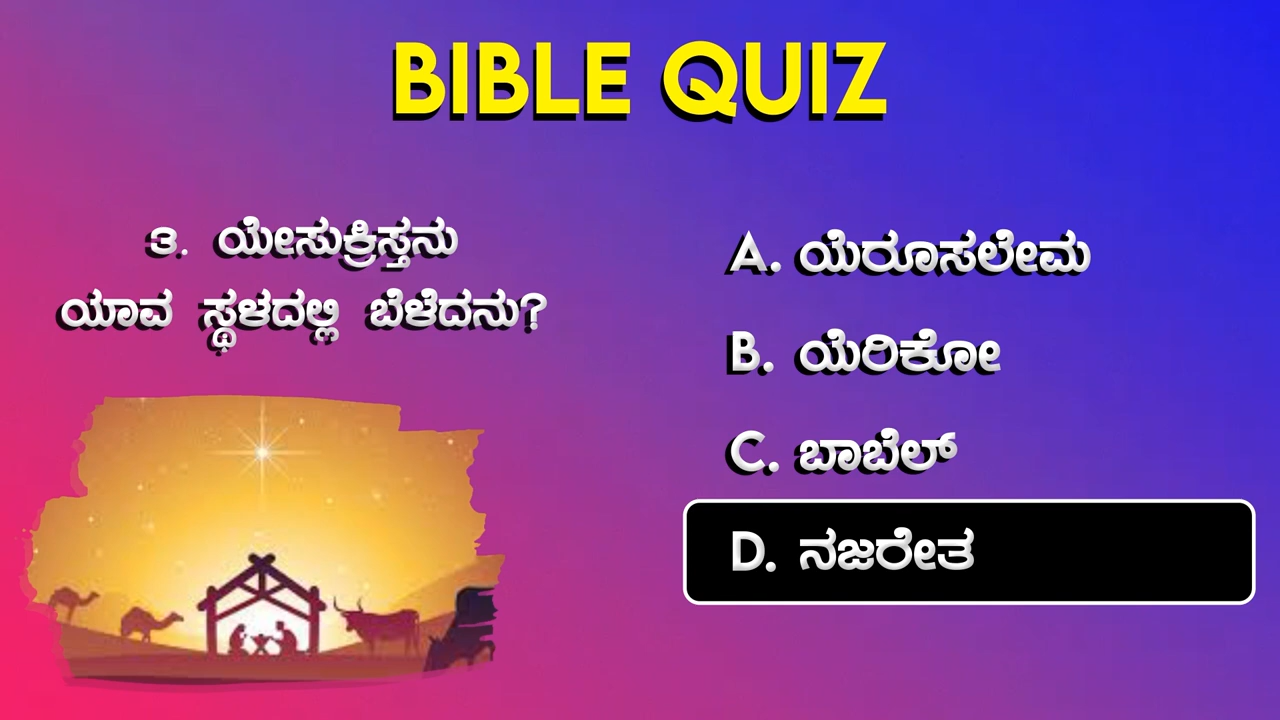 BIBLE QUIZ
೩. ಯೇಸುಕ್ರಿಸ್ತನು
ಯಾವ ಸ್ಥಳದಲ್ಲಿ ಬೆಳೆದನು?
A. ಯೆರೂಸಲೇಮ
B. ಯೆರಿಕೋ
C. ಬಾಬೆಲ್
D. ನಜರೇತ